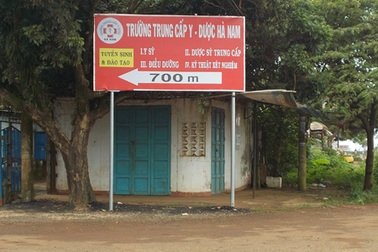 TRƯỜNG TRUNG CẤP Y - DƯỢC HÀ NAM
TUYỂN SINH
& ĐÀO TẠO
I.Y SỸ
II. DƯỢC SỸ TRUNG CẤP
III. ĐIỀU DƯỠNG
IV. KỸ THUẬT XÉT NGHIỆM
700 m